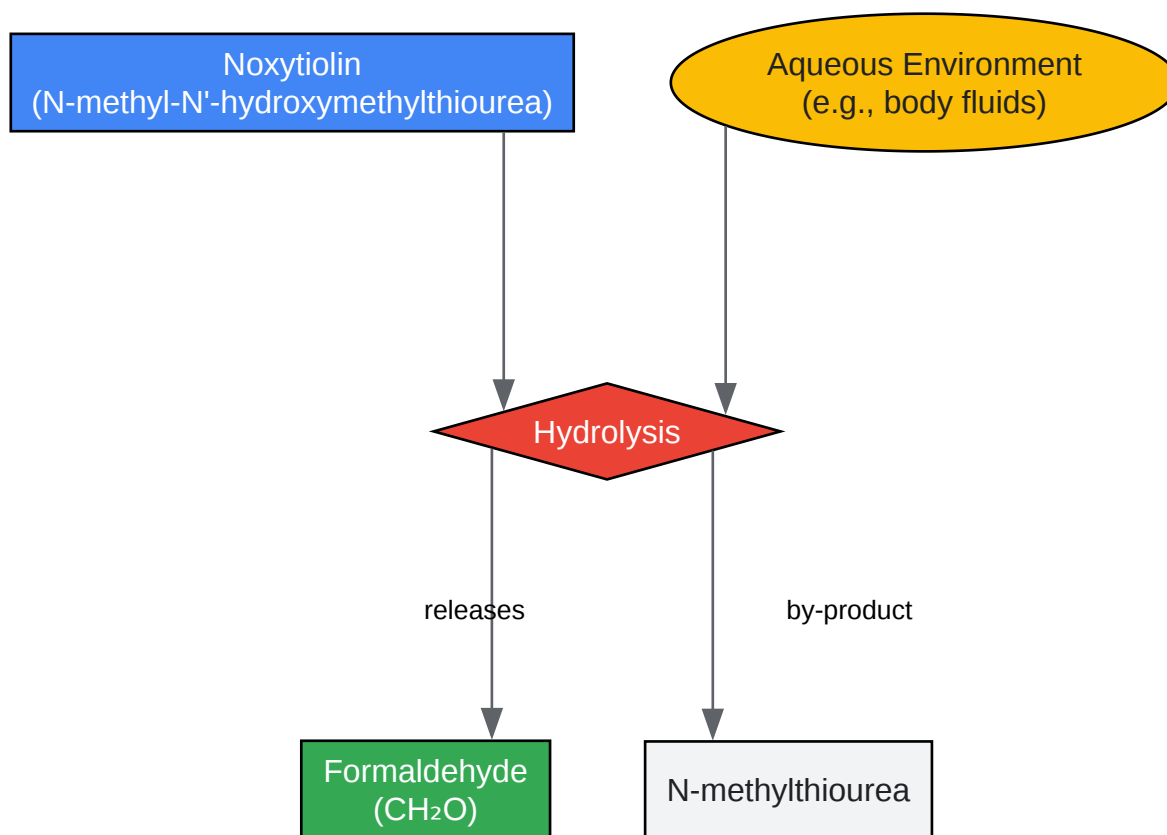 Noxytiolin
(N-methyl-N'-hydroxymethylthiourea)
Aqueous Environment
(e.g., body fluids)
Hydrolysis
releases
by-product
Formaldehyde
(CH₂O)
N-methylthiourea